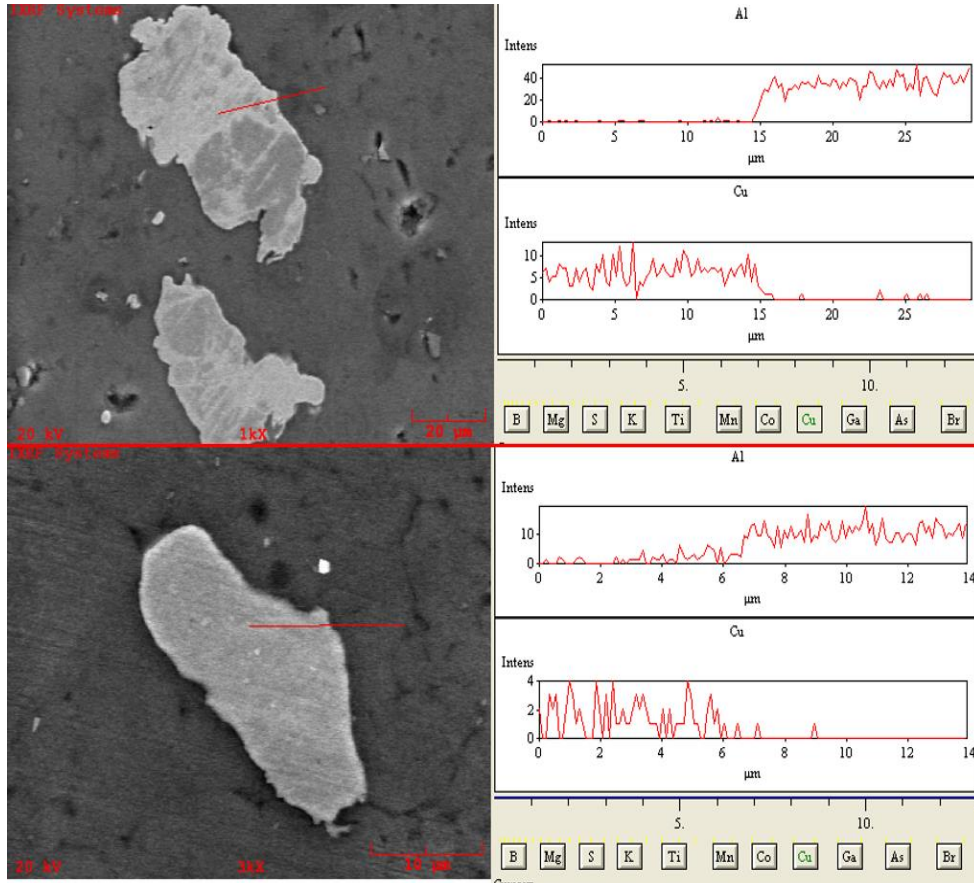 1XRF Systems
20 kV 1kX 20 µm
Al
Intens
40
20
0
0 5 10 15 20 25
µm
Cu
Intens
10
5
0
0 5 10 15 20 25
µm
5. 10.
B Mg S K Ti Mn Co Cu Ga As Br
20 kV 3kX 10 µm
Al
Intens
10
0
0 2 4 6 8 10 12 14
µm
Cu
Intens
4
2
0
0 2 4 6 8 10 12 14
µm
5. 10.
B Mg S K Ti Mn Co Cu Ga As Br